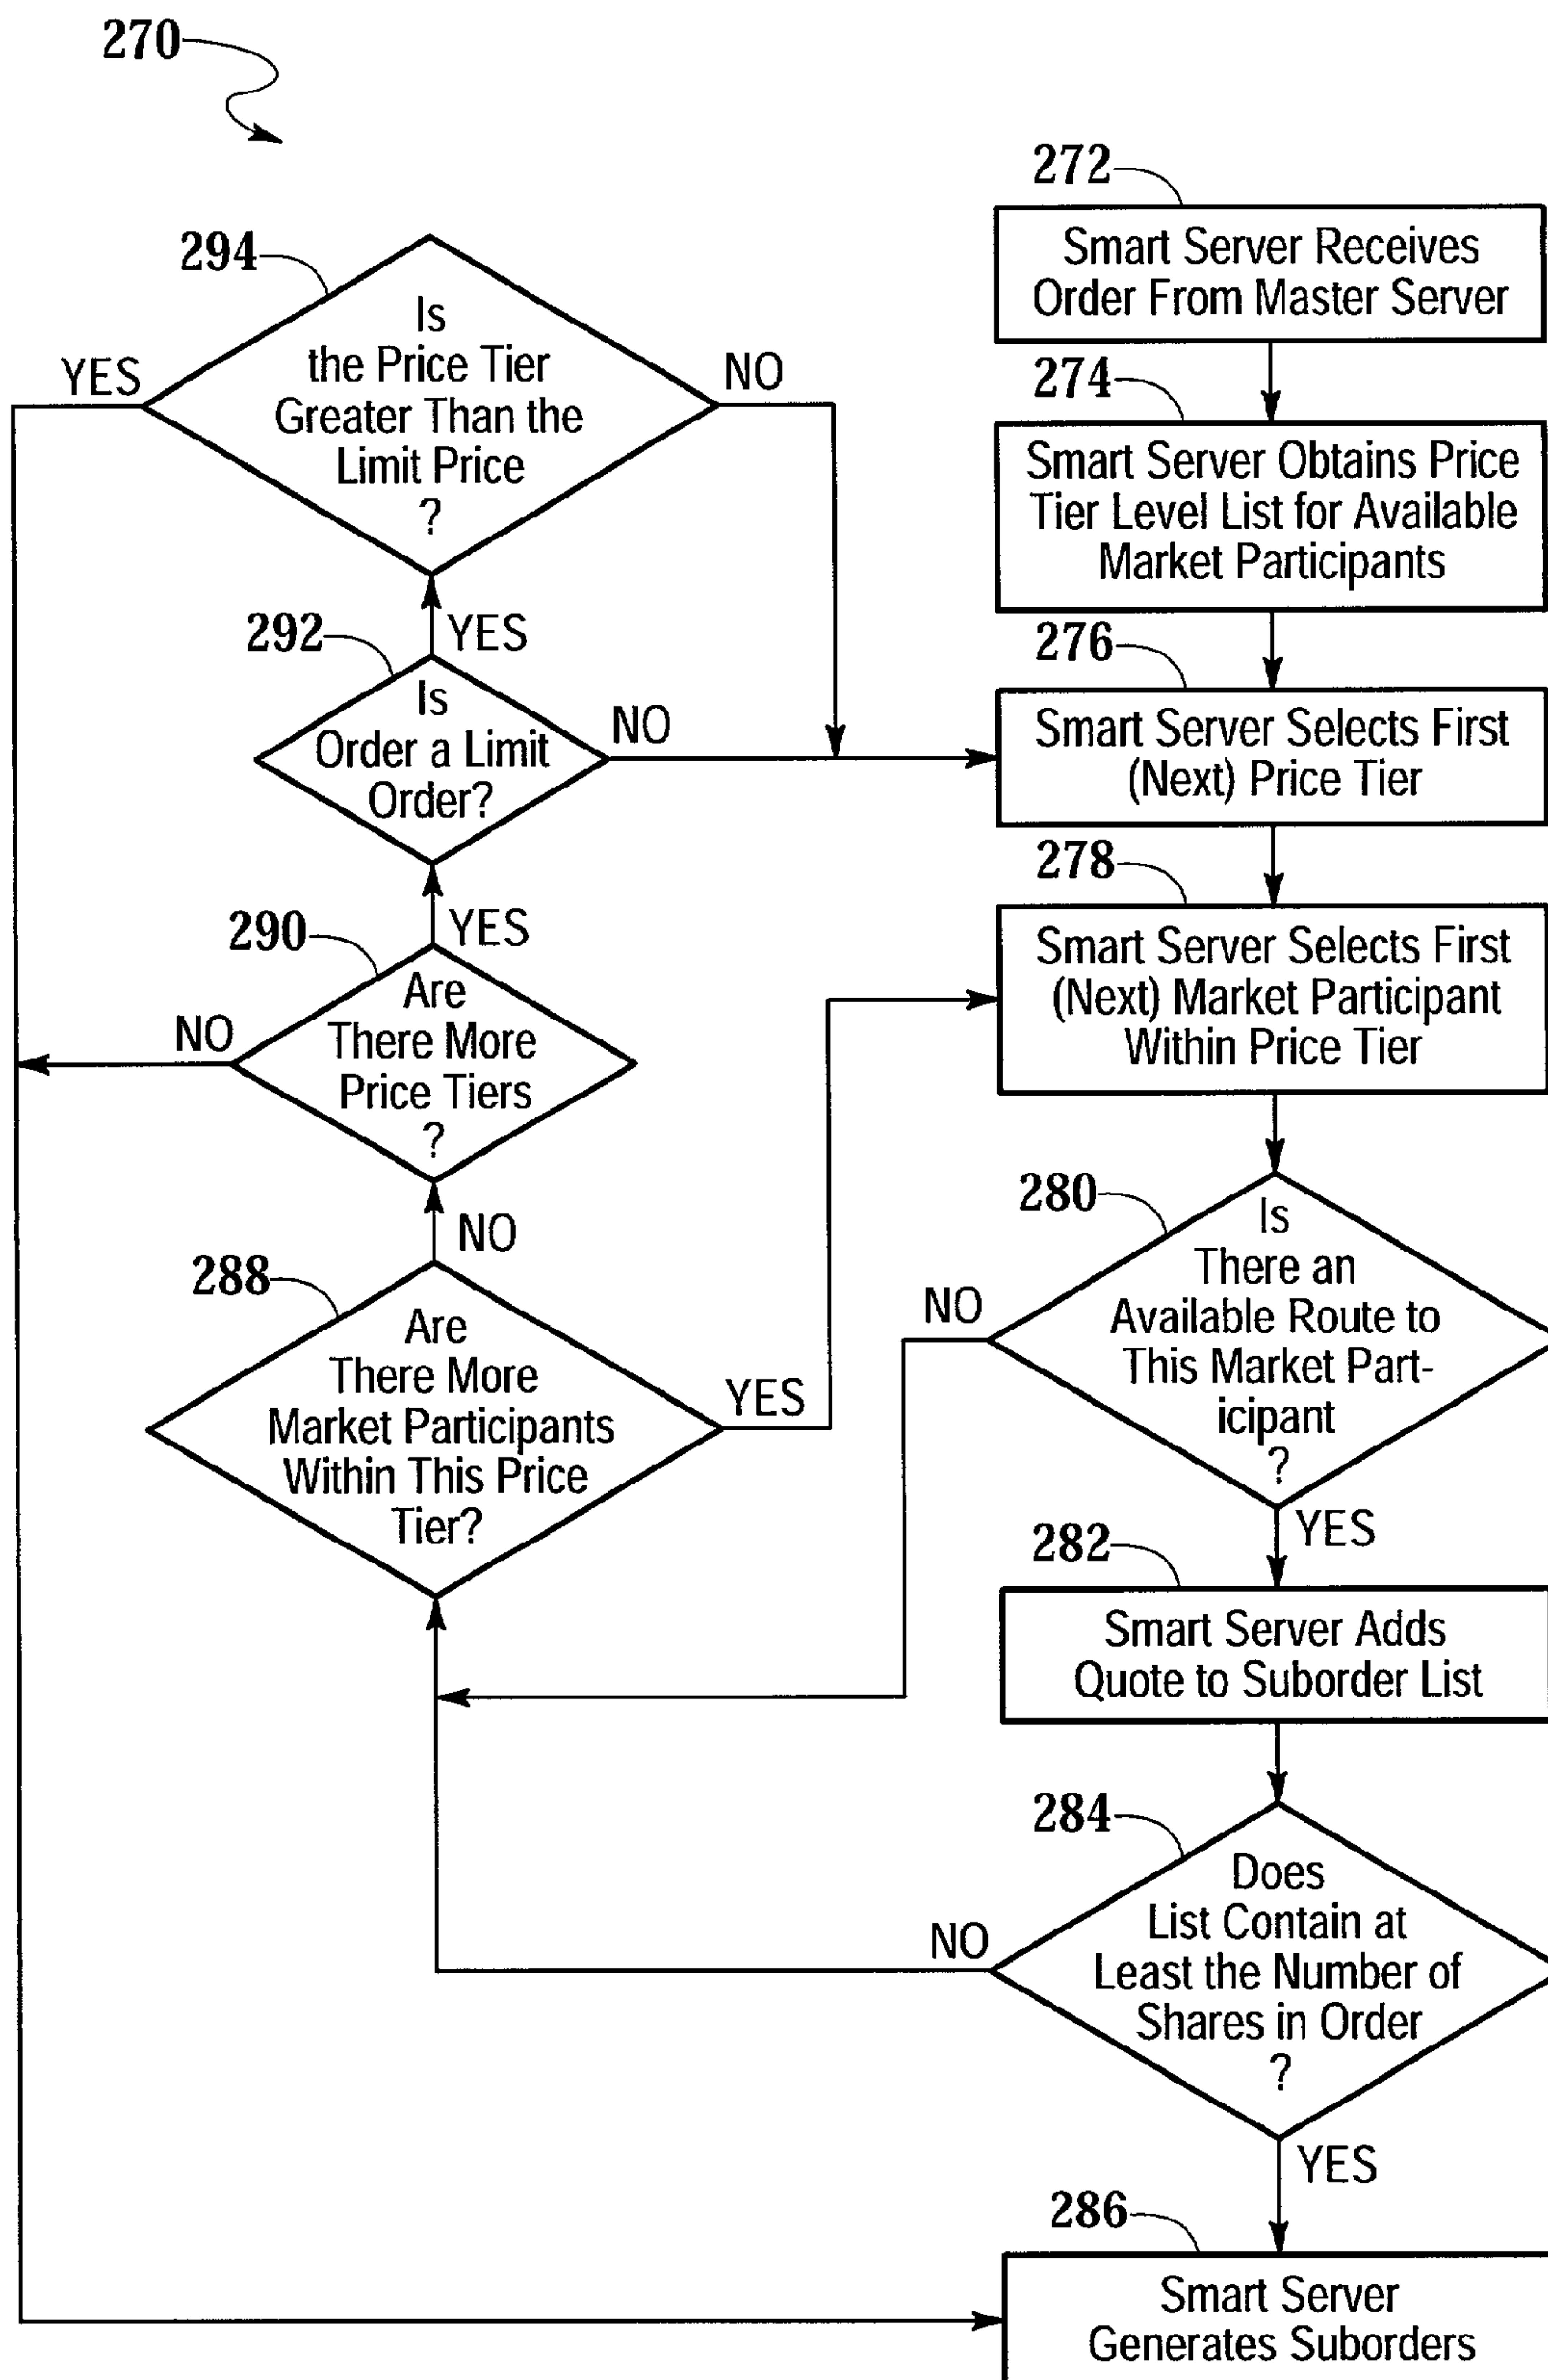 270
272
Smart Server Receives
Order From Master Server
274
Smart Server Obtains Price
Tier Level List for Available
Market Participants
276
Smart Server Selects First
(Next) Price Tier
278
Smart Server Selects First
(Next) Market Participant
Within Price Tier
280
Is
There an
Available Route to
This Market Part-
icipant
?
NO
YES
282
Smart Server Adds
Quote to Suborder List
284
Does
List Contain at
Least the Number of
Shares in Order
?
NO
YES
286
Smart Server
Generates Suborders
288
Are
There More
Market Participants
Within This Price
Tier?
YES
NO
290
Are
There More
Price Tiers
?
NO
YES
292
Is
Order a Limit
Order?
NO
YES
294
Is
the Price Tier
Greater Than the
Limit Price
?
YES
NO